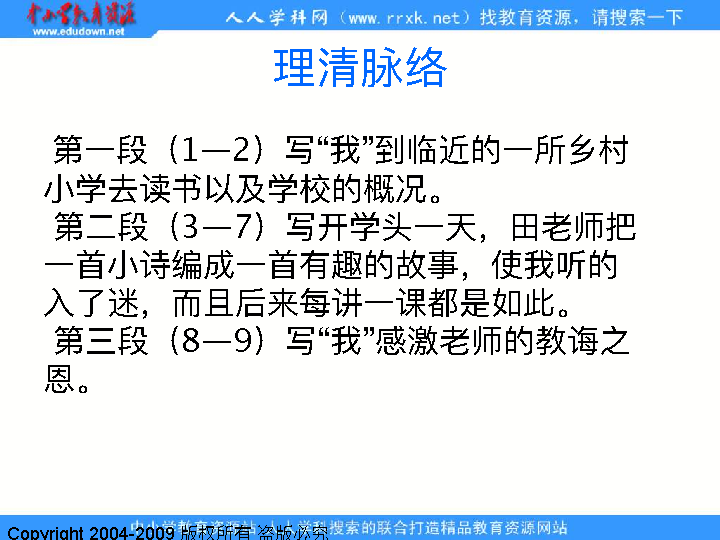 中小学教育资源
www.edudown.net
人人学科网（www.rrxk.net）找教育资源，请搜索一下
理清脉络
第一段（1—2）写“我”到临近的一所乡村
小学去读书以及学校的概况。
第二段（3—7）写开学头一天，田老师把
一首小诗编成一首有趣的故事，使我听的
入了迷，而且后来每讲一课都是如此。
第三段（8—9）写“我”感激老师的教诲之
恩。
中小学教育资源站 人人学科搜索的联合打造精品教育资源网站
Copyright 2004-2009 版权所有 盗版必究